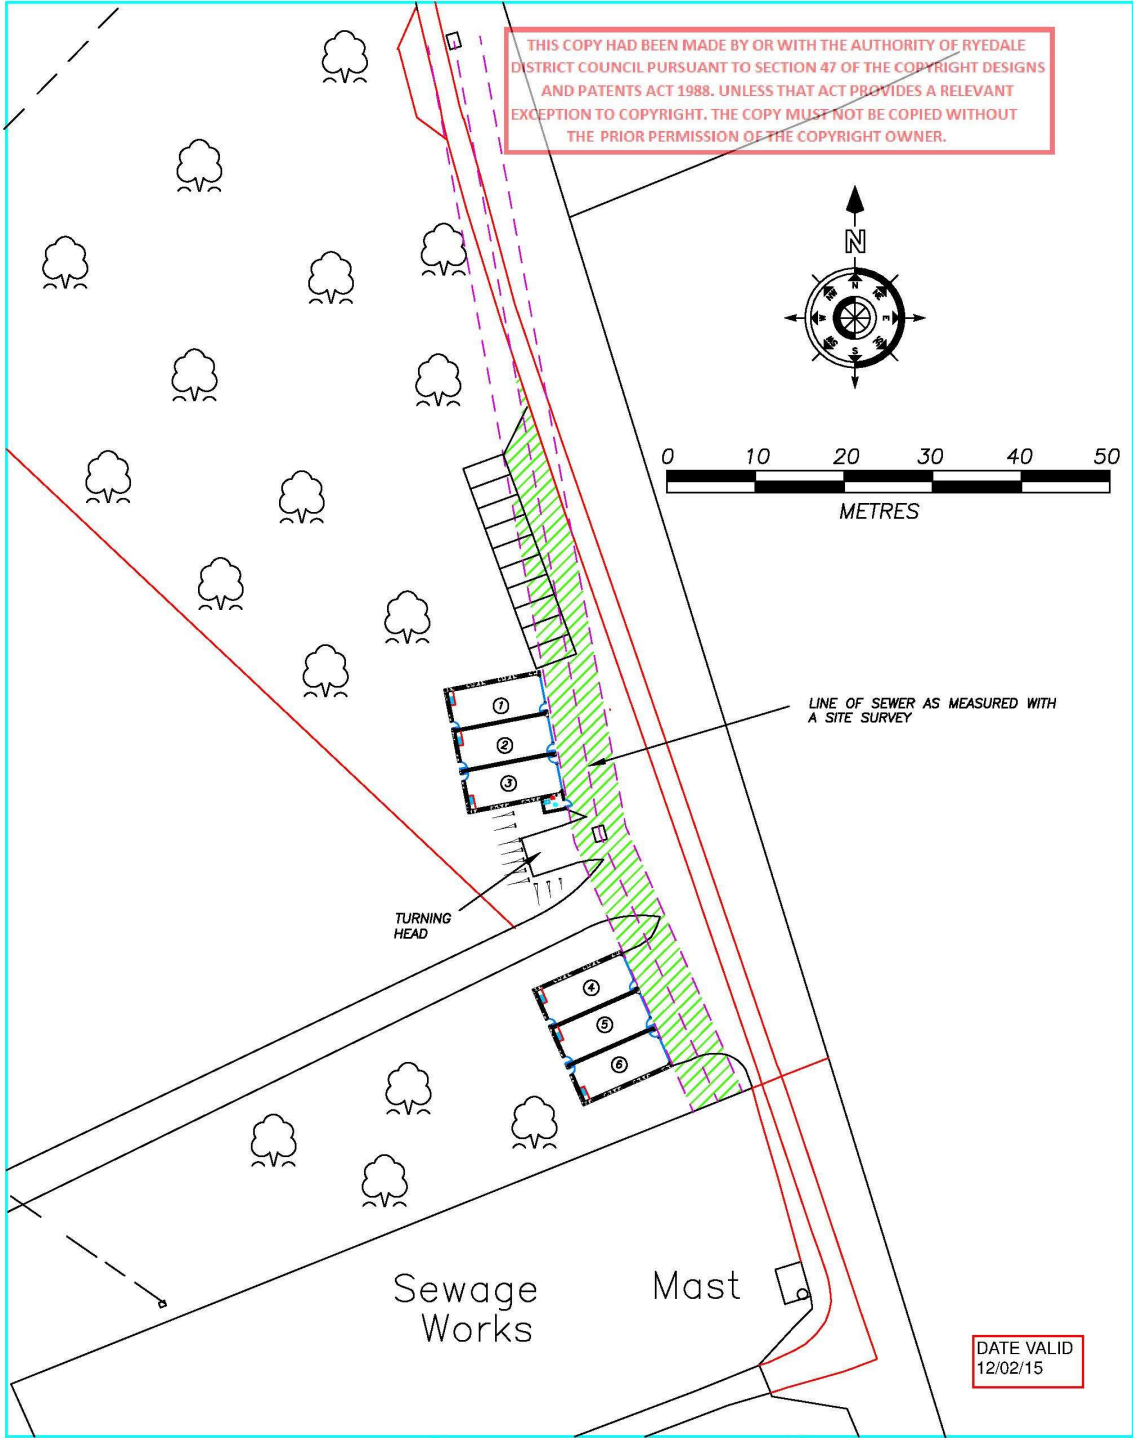 THIS COPY HAD BEEN MADE BY OR WITH THE AUTHORITY OF RYEDALE
DISTRICT COUNCIL PURSUANT TO SECTION 47 OF THE COPYRIGHT DESIGNS
AND PATENTS ACT 1988. UNLESS THAT ACT PROVIDES A RELEVANT
EXCEPTION TO COPYRIGHT. THE COPY MUST NOT BE COPIED WITHOUT
THE PRIOR PERMISSION OF THE COPYRIGHT OWNER.
N
N
NW NE
W E
SW SE
S
0 10 20 30 40 50
METRES
1
2
3
LINE OF SEWER AS MEASURED WITH
A SITE SURVEY
TURNING
HEAD
4
5
6
Sewage
Works
Mast
DATE VALID
12/02/15